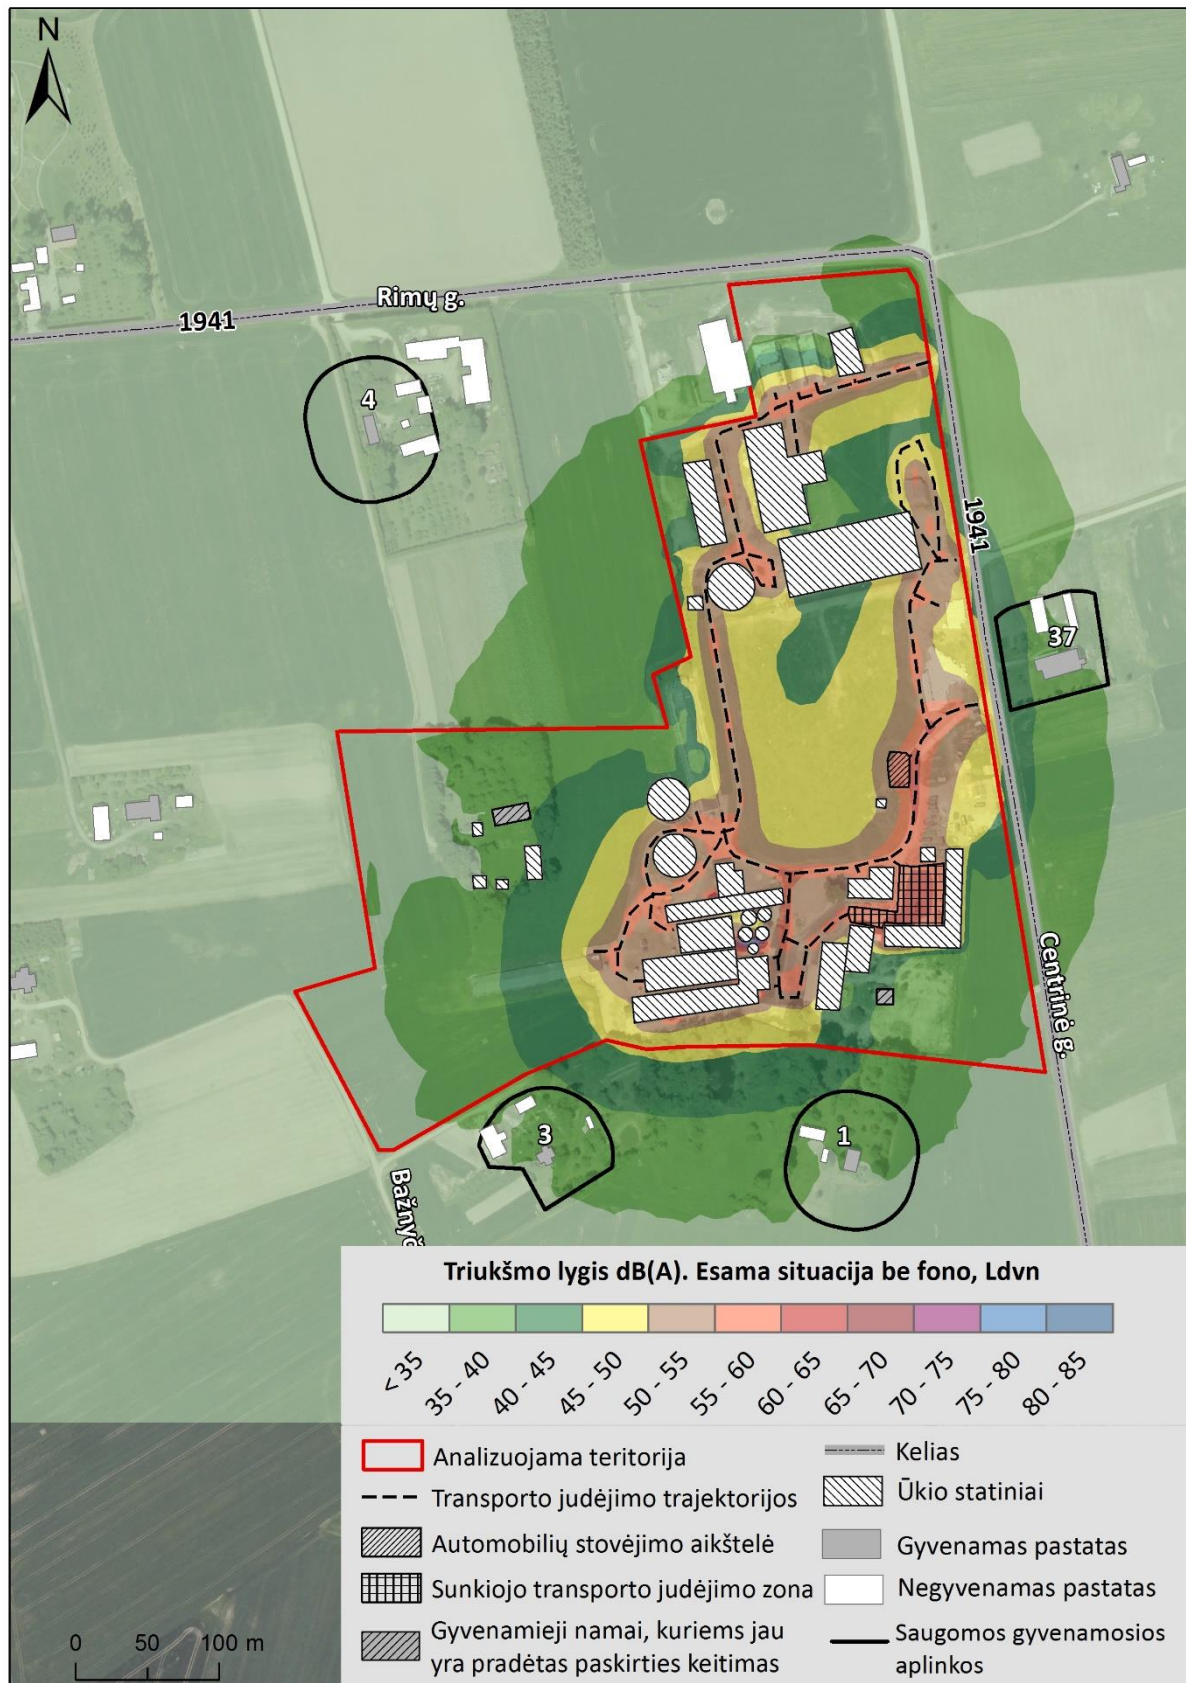 N
Rimų g.
1941
4
1941
37
3
1
Centrinė g.
Bažnyč
Triukšmo lygis dB(A). Esama situacija be fono, Ldvn
< 35
35 - 40
40 - 45
45 - 50
50 - 55
55 - 60
60 - 65
65 - 70
70 - 75
75 - 80
80 - 85
Analizuojama teritorija
Transporto judėjimo trajektorijos
Automobilių stovėjimo aikštelė
Sunkiojo transporto judėjimo zona
Gyvenamieji namai, kuriems jau
yra pradėtas paskirties keitimas
Kelias
Ūkio statiniai
Gyvenamas pastatas
Negyvenamas pastatas
Saugomos gyvenamosios
aplinkos
0 50 100 m